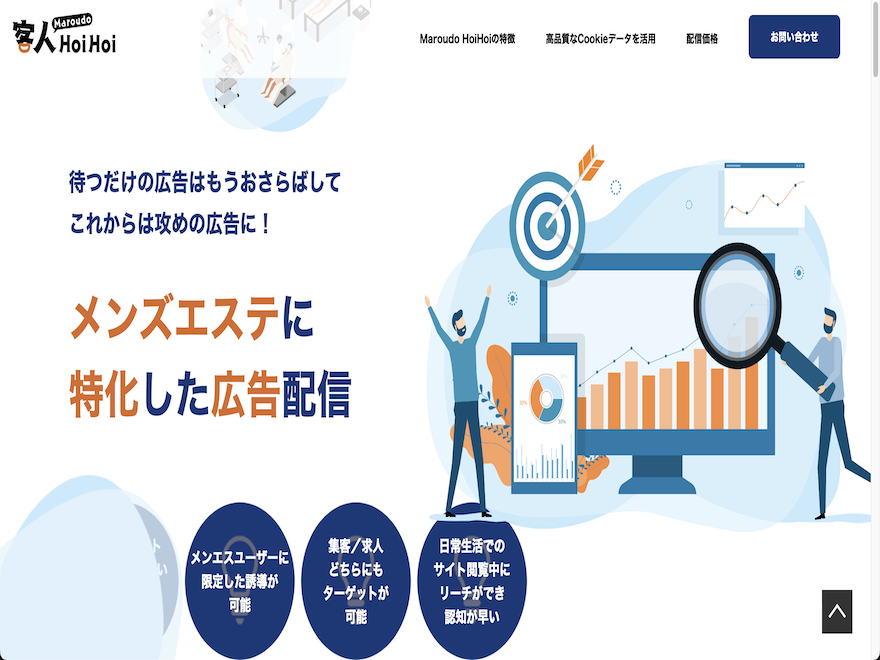 客人
Maroudo
HoiHoi
Maroudo HoiHoiの特徴
高品質なCookieデータを活用
配信価格
お問い合わせ
待つだけの広告はもうおさらばして
これからは攻めの広告に！
メンズエステに
特化した広告配信
メンエスユーザーに
限定した誘導が
可能
集客／求人
どちらにも
ターゲットが
可能
日常生活での
サイト閲覧中に
リーチができ
認知が早い